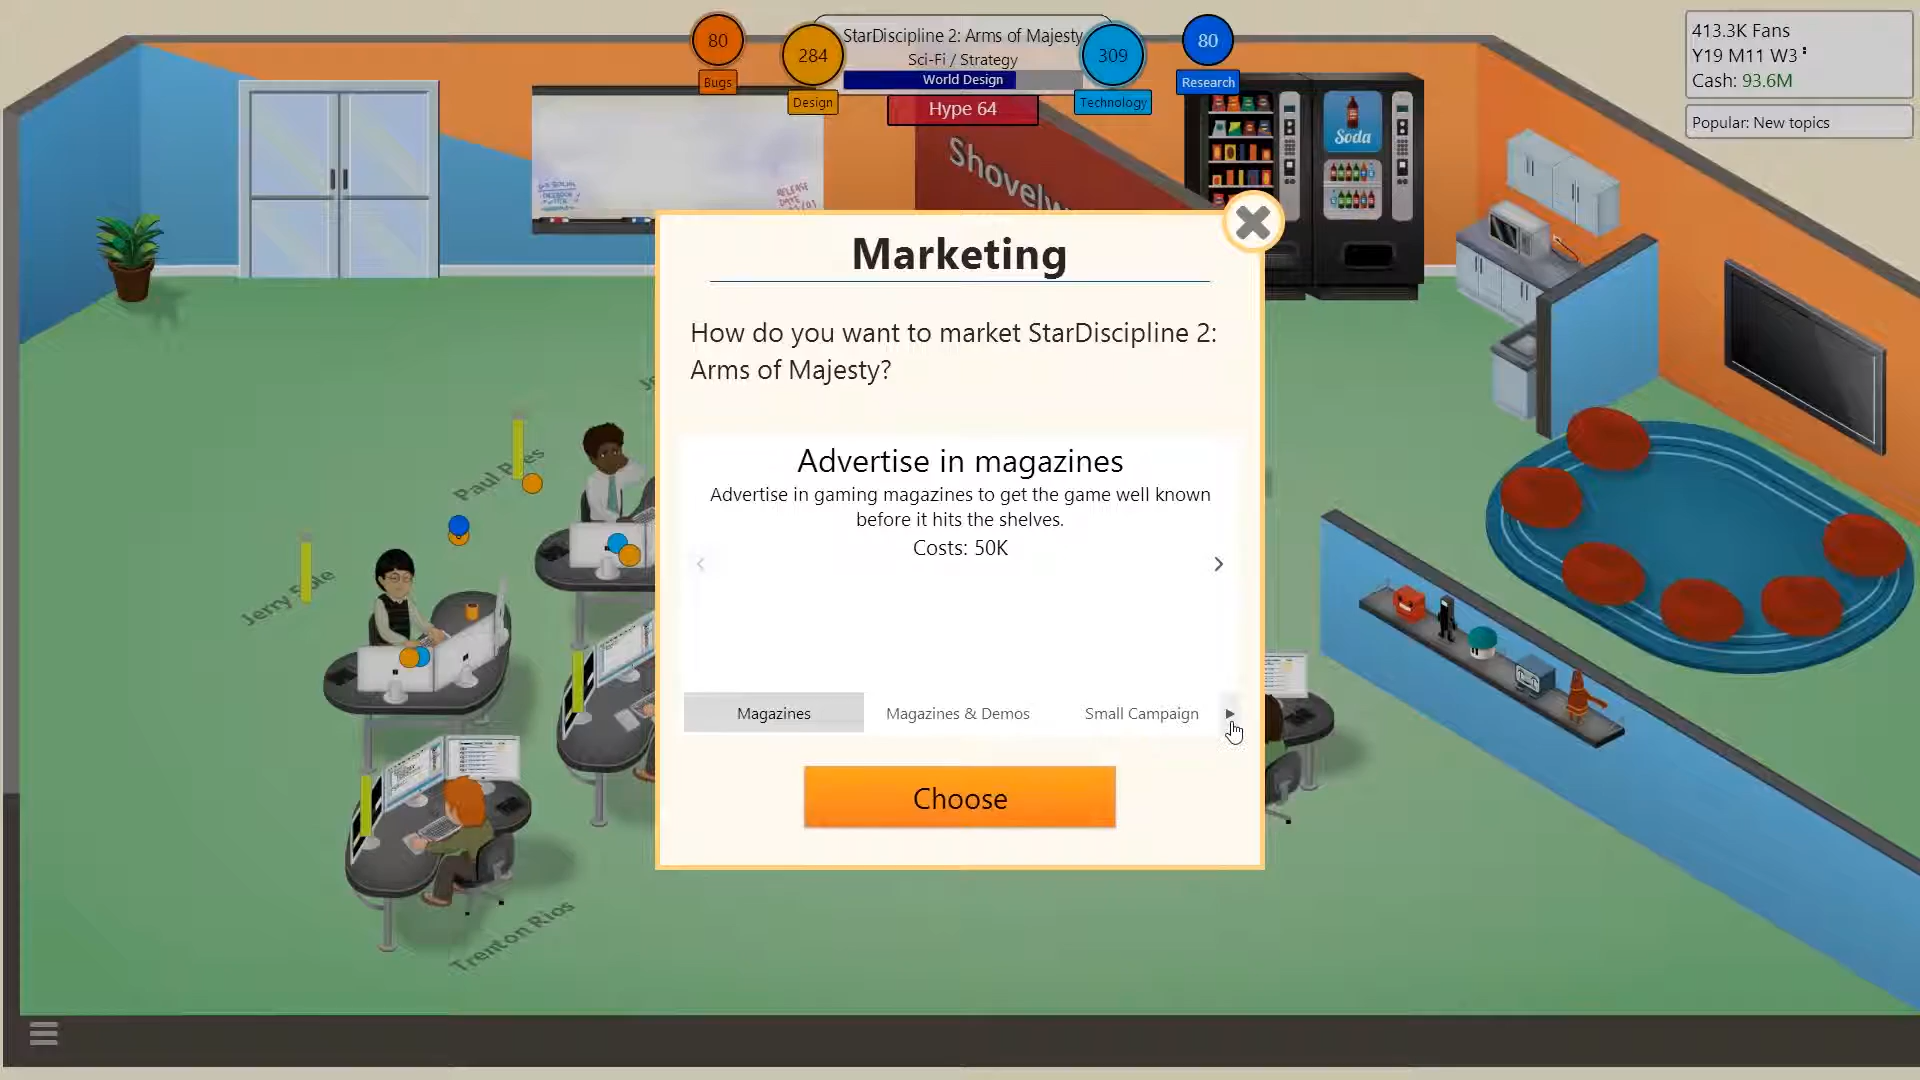 80
Bugs
284
Design
StarDiscipline 2: Arms of Majesty
Sci-Fi / Strategy
World Design
Hype 64
309
Technology
80
Research
413.3K Fans
Y19 M11 W3
Cash: 93.6M
Popular: New topics
RELEASE
DATE
Shovelw
Soda
Marketing
How do you want to market StarDiscipline 2:
Arms of Majesty?
Advertise in magazines
Advertise in gaming magazines to get the game well known
before it hits the shelves.
Costs: 50K
Magazines
Magazines & Demos
Small Campaign
Choose
Jerry
Trenton Rios